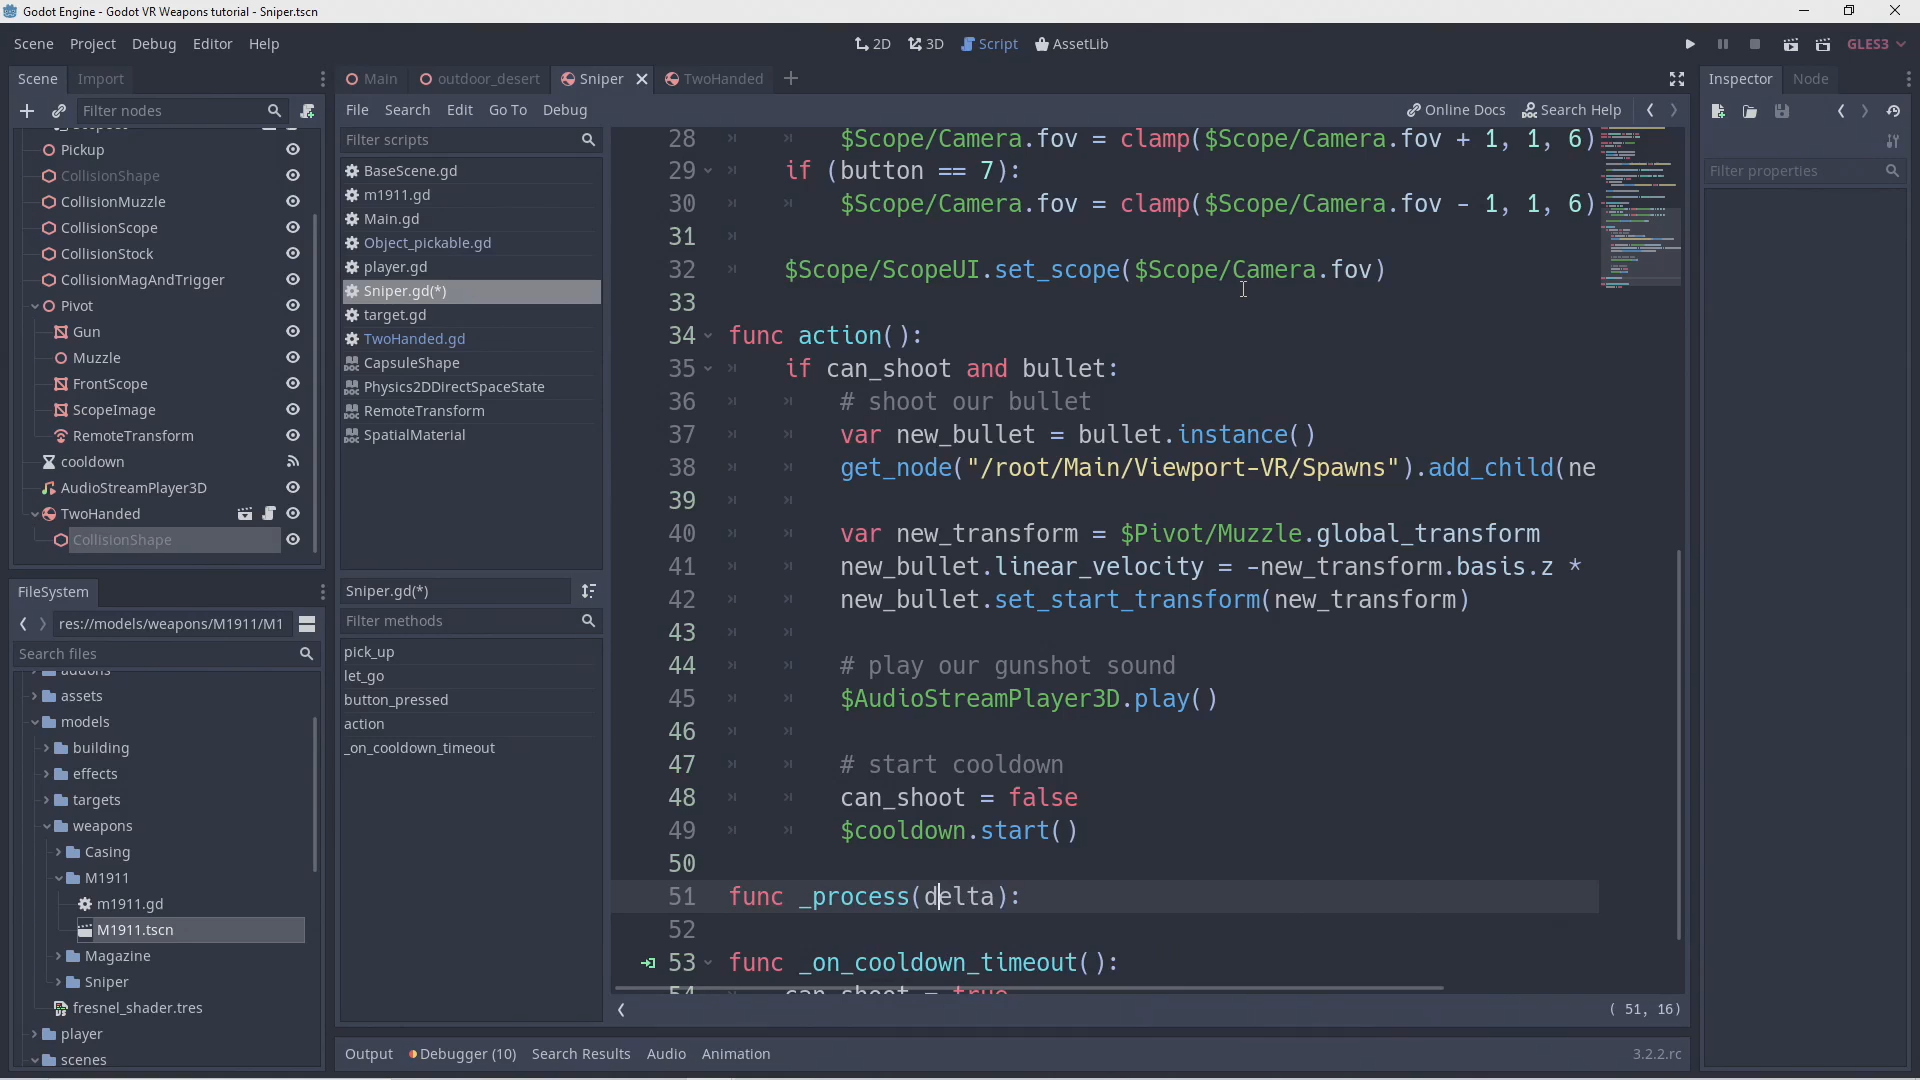 Godot Engine - Godot VR Weapons tutorial - Sniper.tscn
Scene Project Debug Editor Help
2D 3D Script AssetLib
GLES3
Scene Import
Main outdoor_desert Sniper TwoHanded
Inspector Node
Filter nodes
File Search Edit Go To Debug
Online Docs Search Help
Filter properties
Pickup
CollisionShape
CollisionMuzzle
CollisionScope
CollisionStock
CollisionMagAndTrigger
Pivot
Gun
Muzzle
FrontScope
ScopeImage
RemoteTransform
cooldown
AudioStreamPlayer3D
TwoHanded
CollisionShape
FileSystem
res://models/weapons/M1911/M1
Search files
addons
assets
models
building
effects
targets
weapons
Casing
M1911
m1911.gd
M1911.tscn
Magazine
Sniper
fresnel_shader.tres
player
scenes
Filter scripts
BaseScene.gd
m1911.gd
Main.gd
Object_pickable.gd
player.gd
Sniper.gd(*)
target.gd
TwoHanded.gd
CapsuleShape
Physics2DDirectSpaceState
RemoteTransform
SpatialMaterial
Sniper.gd(*)
Filter methods
pick_up
let_go
button_pressed
action
_on_cooldown_timeout
28 $Scope/Camera.fov = clamp($Scope/Camera.fov + 1, 1, 6)
29 if (button == 7):
30 $Scope/Camera.fov = clamp($Scope/Camera.fov - 1, 1, 6)
31
32 $Scope/ScopeUI.set_scope($Scope/Camera.fov)
33
34 func action():
35 if can_shoot and bullet:
36 # shoot our bullet
37 var new_bullet = bullet.instance()
38 get_node("/root/Main/Viewport-VR/Spawns").add_child(ne
39
40 var new_transform = $Pivot/Muzzle.global_transform
41 new_bullet.linear_velocity = -new_transform.basis.z *
42 new_bullet.set_start_transform(new_transform)
43
44 # play our gunshot sound
45 $AudioStreamPlayer3D.play()
46
47 # start cooldown
48 can_shoot = false
49 $cooldown.start()
50
51 func _process(delta):
52
53 func _on_cooldown_timeout():
54 can_shoot = true
( 51, 16)
Output Debugger (10) Search Results Audio Animation
3.2.2.rc